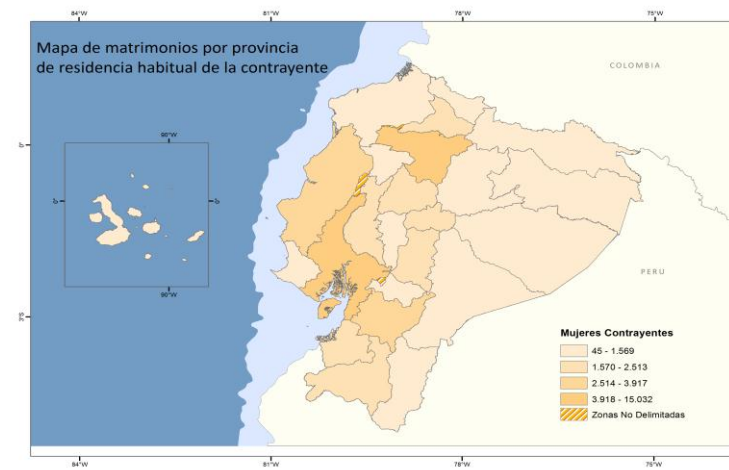 84°W 81°W 78°W 75°W
Mapa de matrimonios por provincia
de residencia habitual de la contrayente
COLOMBIA
90°W
0°
0°
0°
90°W
PERU
3°S
Mujeres Contrayentes
45 - 1.569
1.570 - 2.513
2.514 - 3.917
3.918 - 15.032
Zonas No Delimitadas
84°W 81°W 78°W 75°W